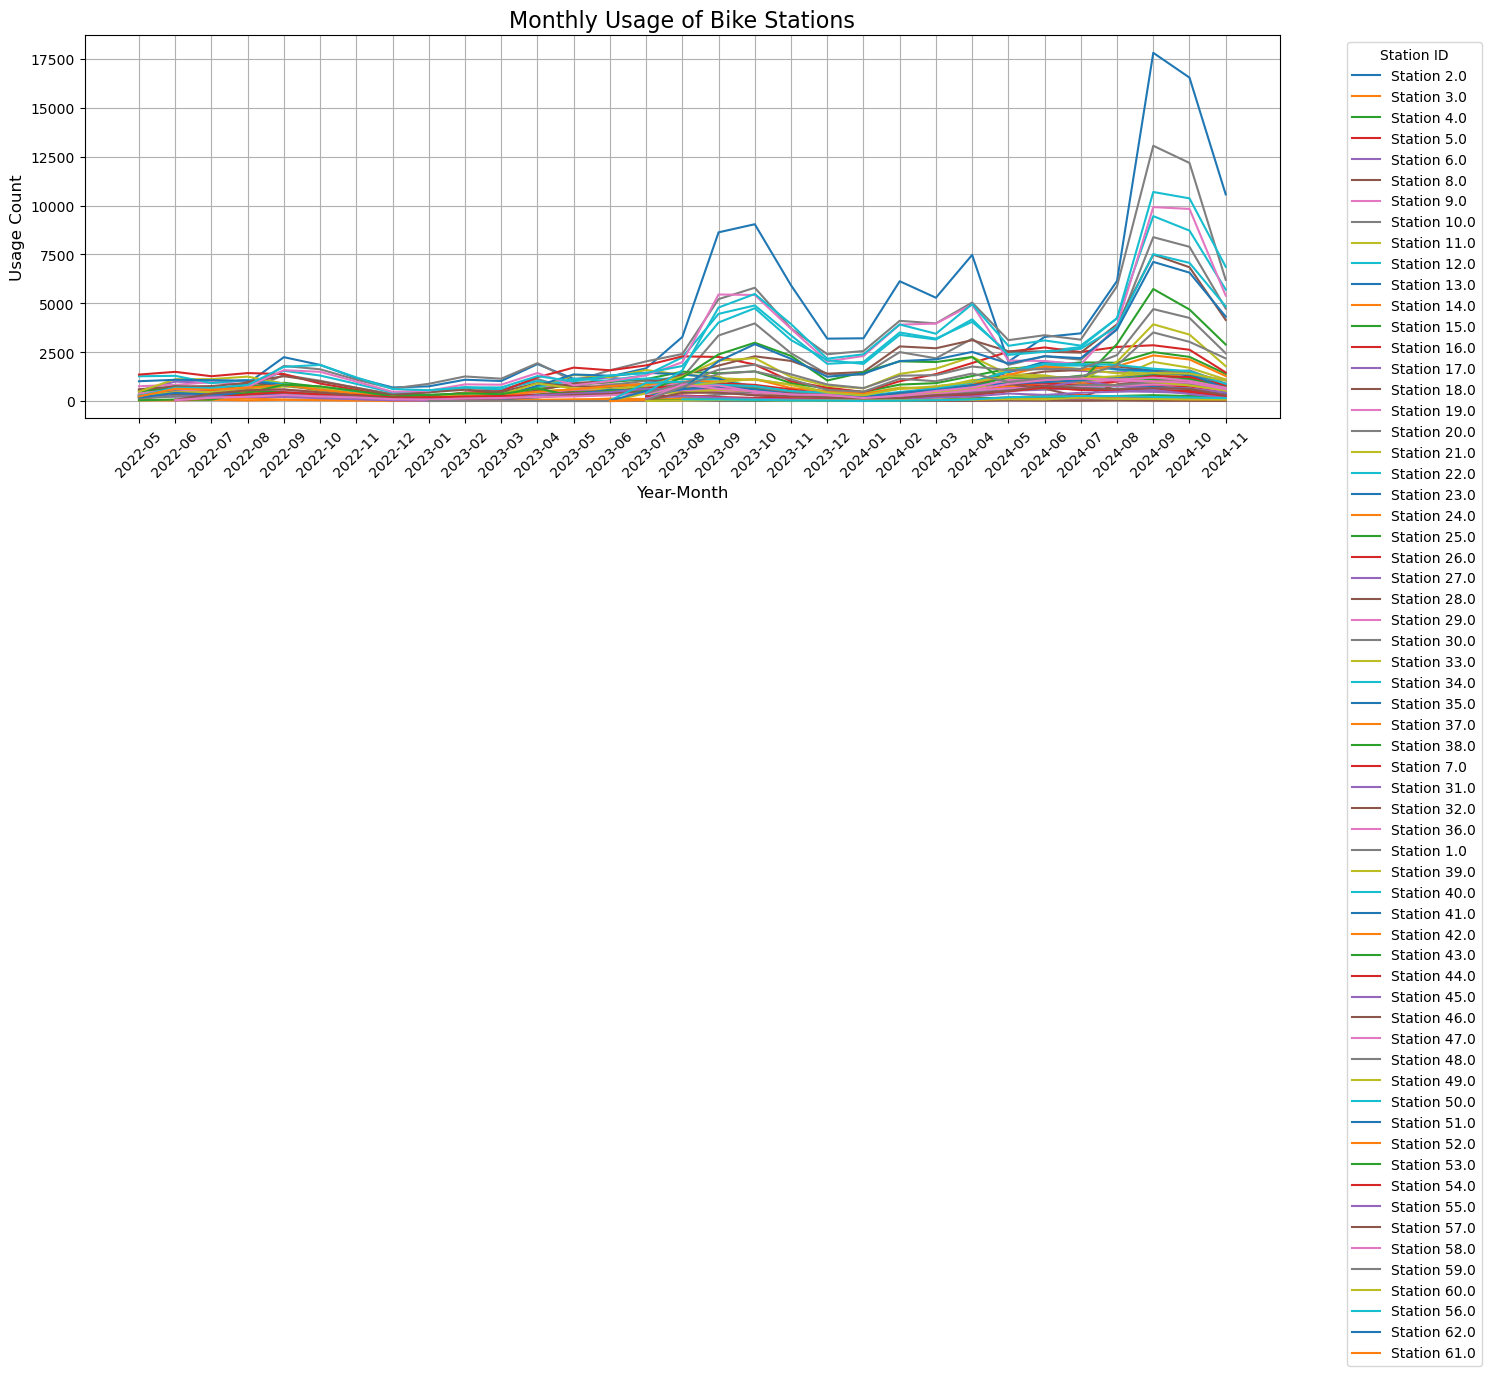 Monthly Usage of Bike Stations
17500
15000
12500
10000
7500
5000
2500
0
Usage Count
2022-05
2022-06
2022-07
2022-08
2022-09
2022-10
2022-11
2022-12
2023-01
2023-02
2023-03
2023-04
2023-05
2023-06
2023-07
2023-08
2023-09
2023-10
2023-11
2023-12
2024-01
2024-02
2024-03
2024-04
2024-05
2024-06
2024-07
2024-08
2024-09
2024-10
2024-11
Year-Month
Station ID
Station 2.0
Station 3.0
Station 4.0
Station 5.0
Station 6.0
Station 8.0
Station 9.0
Station 10.0
Station 11.0
Station 12.0
Station 13.0
Station 14.0
Station 15.0
Station 16.0
Station 17.0
Station 18.0
Station 19.0
Station 20.0
Station 21.0
Station 22.0
Station 23.0
Station 24.0
Station 25.0
Station 26.0
Station 27.0
Station 28.0
Station 29.0
Station 30.0
Station 33.0
Station 34.0
Station 35.0
Station 37.0
Station 38.0
Station 7.0
Station 31.0
Station 32.0
Station 36.0
Station 1.0
Station 39.0
Station 40.0
Station 41.0
Station 42.0
Station 43.0
Station 44.0
Station 45.0
Station 46.0
Station 47.0
Station 48.0
Station 49.0
Station 50.0
Station 51.0
Station 52.0
Station 53.0
Station 54.0
Station 55.0
Station 57.0
Station 58.0
Station 59.0
Station 60.0
Station 56.0
Station 62.0
Station 61.0